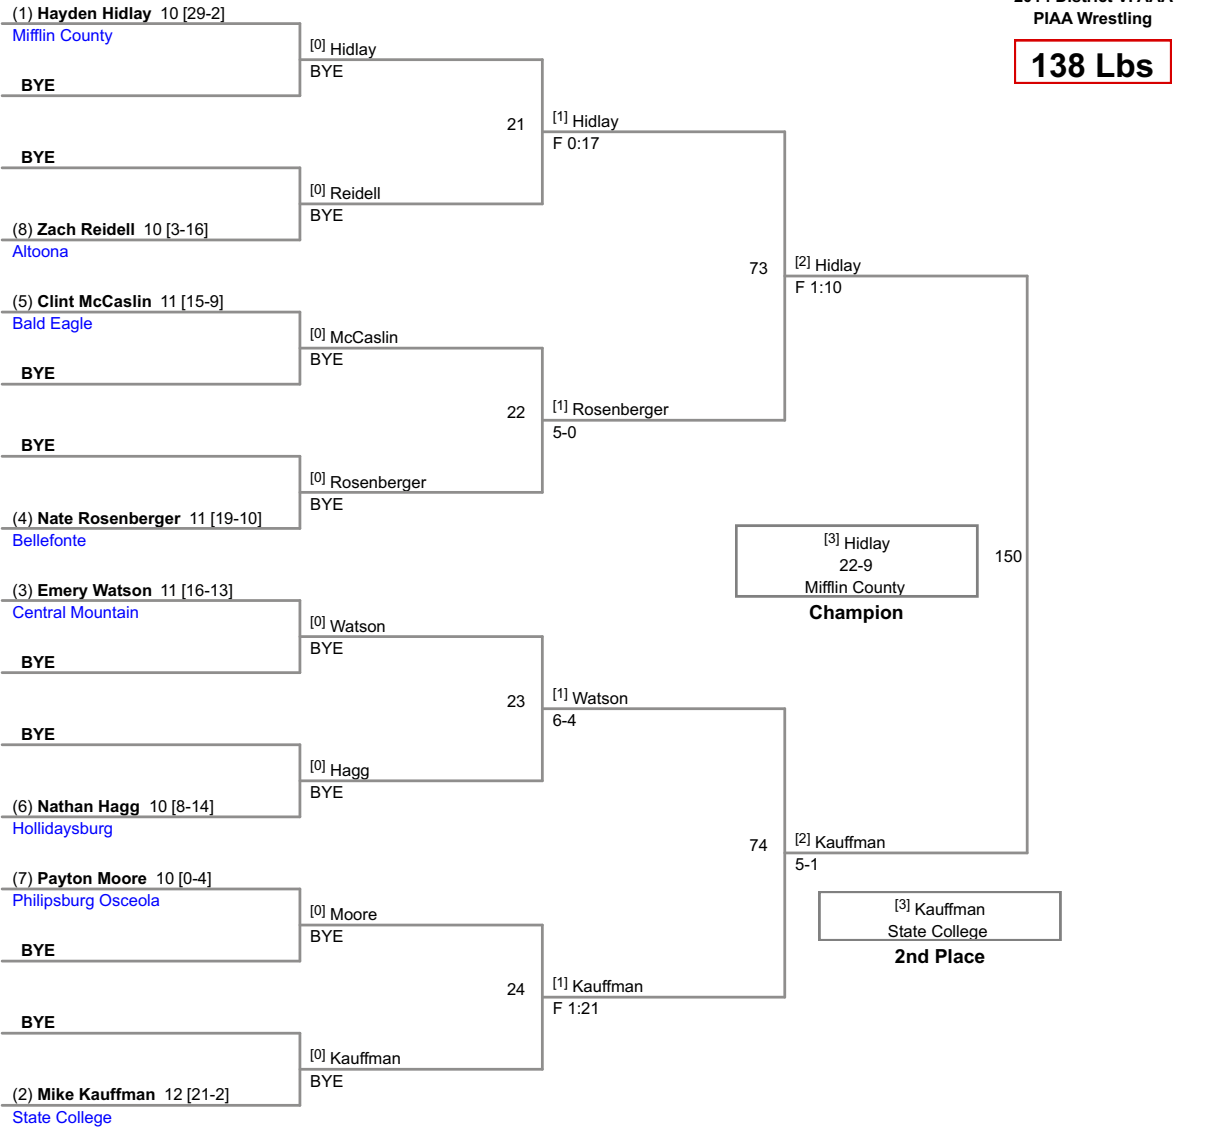 PIAA Wrestling
138 Lbs
(1) Hayden Hidlay 10 [29-2]
Mifflin County
[0] Hidlay
BYE
BYE
21
[1] Hidlay
F 0:17
BYE
[0] Reidell
BYE
(8) Zach Reidell 10 [3-16]
Altoona
73
[2] Hidlay
F 1:10
(5) Clint McCaslin 11 [15-9]
Bald Eagle
[0] McCaslin
BYE
BYE
22
[1] Rosenberger
5-0
BYE
[0] Rosenberger
BYE
(4) Nate Rosenberger 11 [19-10]
Bellefonte
[3] Hidlay
22-9
Mifflin County
Champion
150
(3) Emery Watson 11 [16-13]
Central Mountain
[0] Watson
BYE
BYE
23
[1] Watson
6-4
BYE
[0] Hagg
BYE
(6) Nathan Hagg 10 [8-14]
Hollidaysburg
74
[2] Kauffman
5-1
(7) Payton Moore 10 [0-4]
Philipsburg Osceola
[0] Moore
BYE
BYE
[3] Kauffman
State College
2nd Place
24
[1] Kauffman
F 1:21
BYE
[0] Kauffman
BYE
(2) Mike Kauffman 12 [21-2]
State College